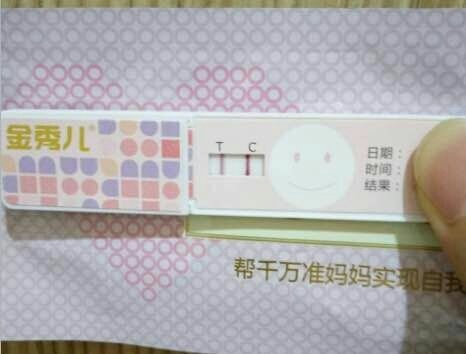 金秀儿®
T C
日期：
时间：
结果：
帮千万准妈妈实现自我